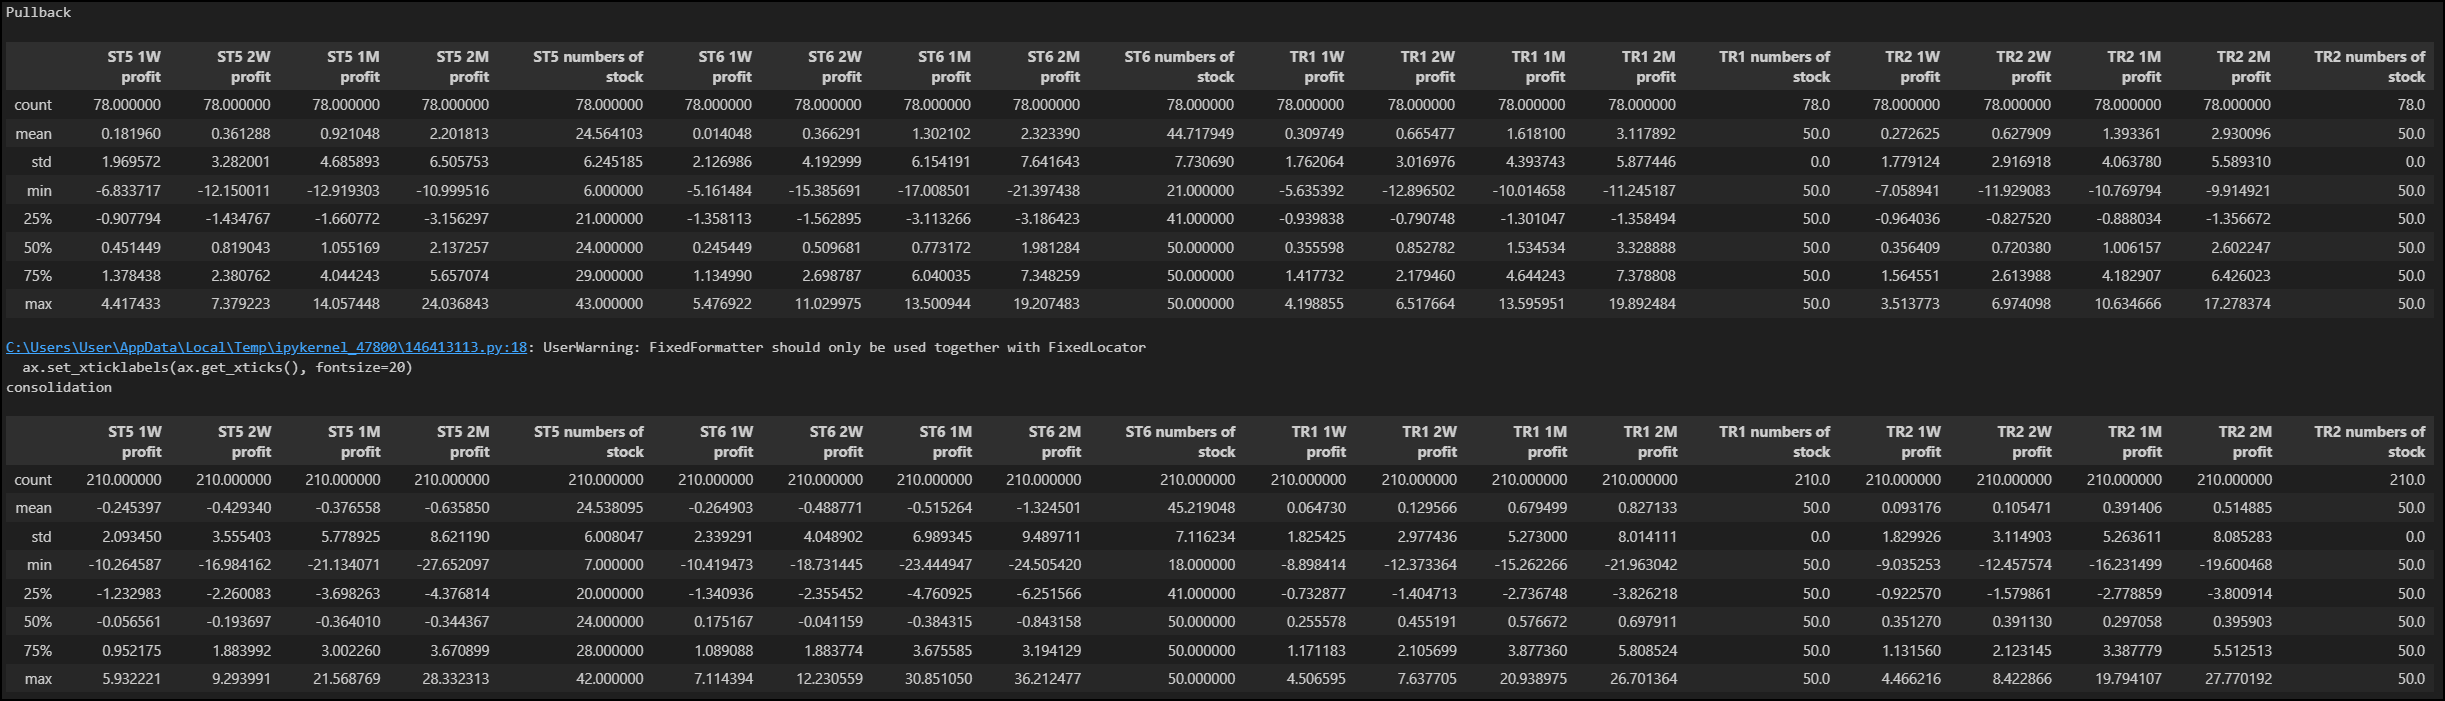 Pullback
ST5 1W profit ST5 2W profit ST5 1M profit ST5 2M profit ST5 numbers of stock ST6 1W profit ST6 2W profit ST6 1M profit ST6 2M profit ST6 numbers of stock TR1 1W profit TR1 2W profit TR1 1M profit TR1 2M profit TR1 numbers of stock TR2 1W profit TR2 2W profit TR2 1M profit TR2 2M profit TR2 numbers of stock
count 78.000000 78.000000 78.000000 78.000000 78.000000 78.000000 78.000000 78.000000 78.000000 78.000000 78.000000 78.000000 78.000000 78.000000 78.0 78.000000 78.000000 78.000000 78.000000 78.0
mean 0.181960 0.361288 0.921048 2.201813 24.564103 0.014048 0.366291 1.302102 2.323390 44.717949 0.309749 0.665477 1.618100 3.117892 50.0 0.272625 0.627909 1.393361 2.930096 50.0
std 1.969572 3.282001 4.685893 6.505753 6.245185 2.126986 4.192999 6.154191 7.641643 7.730690 1.762064 3.016976 4.393743 5.877446 0.0 1.779124 2.916918 4.063780 5.589310 0.0
min -6.833717 -12.150011 -12.919303 -10.999516 6.000000 -5.161484 -15.385691 -17.008501 -21.397438 21.000000 -5.635392 -12.896502 -10.014658 -11.245187 50.0 -7.058941 -11.929083 -10.769794 -9.914921 50.0
25% -0.907794 -1.434767 -1.660772 -3.156297 21.000000 -1.358113 -1.562895 -3.113266 -3.186423 41.000000 -0.939838 -0.790748 -1.301047 -1.358494 50.0 -0.964036 -0.827520 -0.888034 -1.356672 50.0
50% 0.451449 0.819043 1.055169 2.137257 24.000000 0.245449 0.509681 0.773172 1.981284 50.000000 0.355598 0.852782 1.534534 3.328888 50.0 0.356409 0.720380 1.006157 2.602247 50.0
75% 1.378438 2.380762 4.044243 5.657074 29.000000 1.134990 2.698787 6.040035 7.348259 50.000000 1.417732 2.179460 4.644243 7.378808 50.0 1.564551 2.613988 4.182907 6.426023 50.0
max 4.417433 7.379223 14.057448 24.036843 43.000000 5.476922 11.029975 13.500944 19.207483 50.000000 4.198855 6.517664 13.595951 19.892484 50.0 3.513773 6.974098 10.634666 17.278374 50.0
C:\Users\User\AppData\Local\Temp\ipykernel_47800\146413113.py:18: UserWarning: FixedFormatter should only be used together with FixedLocator
ax.set_xticklabels(ax.get_xticks(), fontsize=20)
consolidation
ST5 1W profit ST5 2W profit ST5 1M profit ST5 2M profit ST5 numbers of stock ST6 1W profit ST6 2W profit ST6 1M profit ST6 2M profit ST6 numbers of stock TR1 1W profit TR1 2W profit TR1 1M profit TR1 2M profit TR1 numbers of stock TR2 1W profit TR2 2W profit TR2 1M profit TR2 2M profit TR2 numbers of stock
count 210.000000 210.000000 210.000000 210.000000 210.000000 210.000000 210.000000 210.000000 210.000000 210.000000 210.000000 210.000000 210.000000 210.000000 210.0 210.000000 210.000000 210.000000 210.000000 210.0
mean -0.245397 -0.429340 -0.376558 -0.635850 24.538095 -0.264903 -0.488771 -0.515264 -1.324501 45.219048 0.064730 0.129566 0.679499 0.827133 50.0 0.093176 0.105471 0.391406 0.514885 50.0
std 2.093450 3.555403 5.778925 8.621190 6.008047 2.339291 4.048902 6.989345 9.489711 7.116234 1.825425 2.977436 5.273000 8.014111 0.0 1.829926 3.114903 5.263611 8.085283 0.0
min -10.264587 -16.984162 -21.134071 -27.652097 7.000000 -10.419473 -18.731445 -23.444947 -24.505420 18.000000 -8.898414 -12.373364 -15.262266 -21.963042 50.0 -9.035253 -12.457574 -16.231499 -19.600468 50.0
25% -1.232983 -2.260083 -3.698263 -4.376814 20.000000 -1.340936 -2.355452 -4.760925 -6.251566 41.000000 -0.732877 -1.404713 -2.736748 -3.826218 50.0 -0.922570 -1.579861 -2.778859 -3.800914 50.0
50% -0.056561 -0.193697 -0.364010 -0.344367 24.000000 0.175167 -0.041159 -0.384315 -0.843158 50.000000 0.255578 0.455191 0.576672 0.697911 50.0 0.351270 0.391130 0.297058 0.395903 50.0
75% 0.952175 1.883992 3.002260 3.670899 28.000000 1.089088 1.883774 3.675585 3.194129 50.000000 1.171183 2.105699 3.877360 5.808524 50.0 1.131560 2.123145 3.387779 5.512513 50.0
max 5.932221 9.293991 21.568769 28.332313 42.000000 7.114394 12.230559 30.851050 36.212477 50.000000 4.506595 7.637705 20.938975 26.701364 50.0 4.466216 8.422866 19.794107 27.770192 50.0